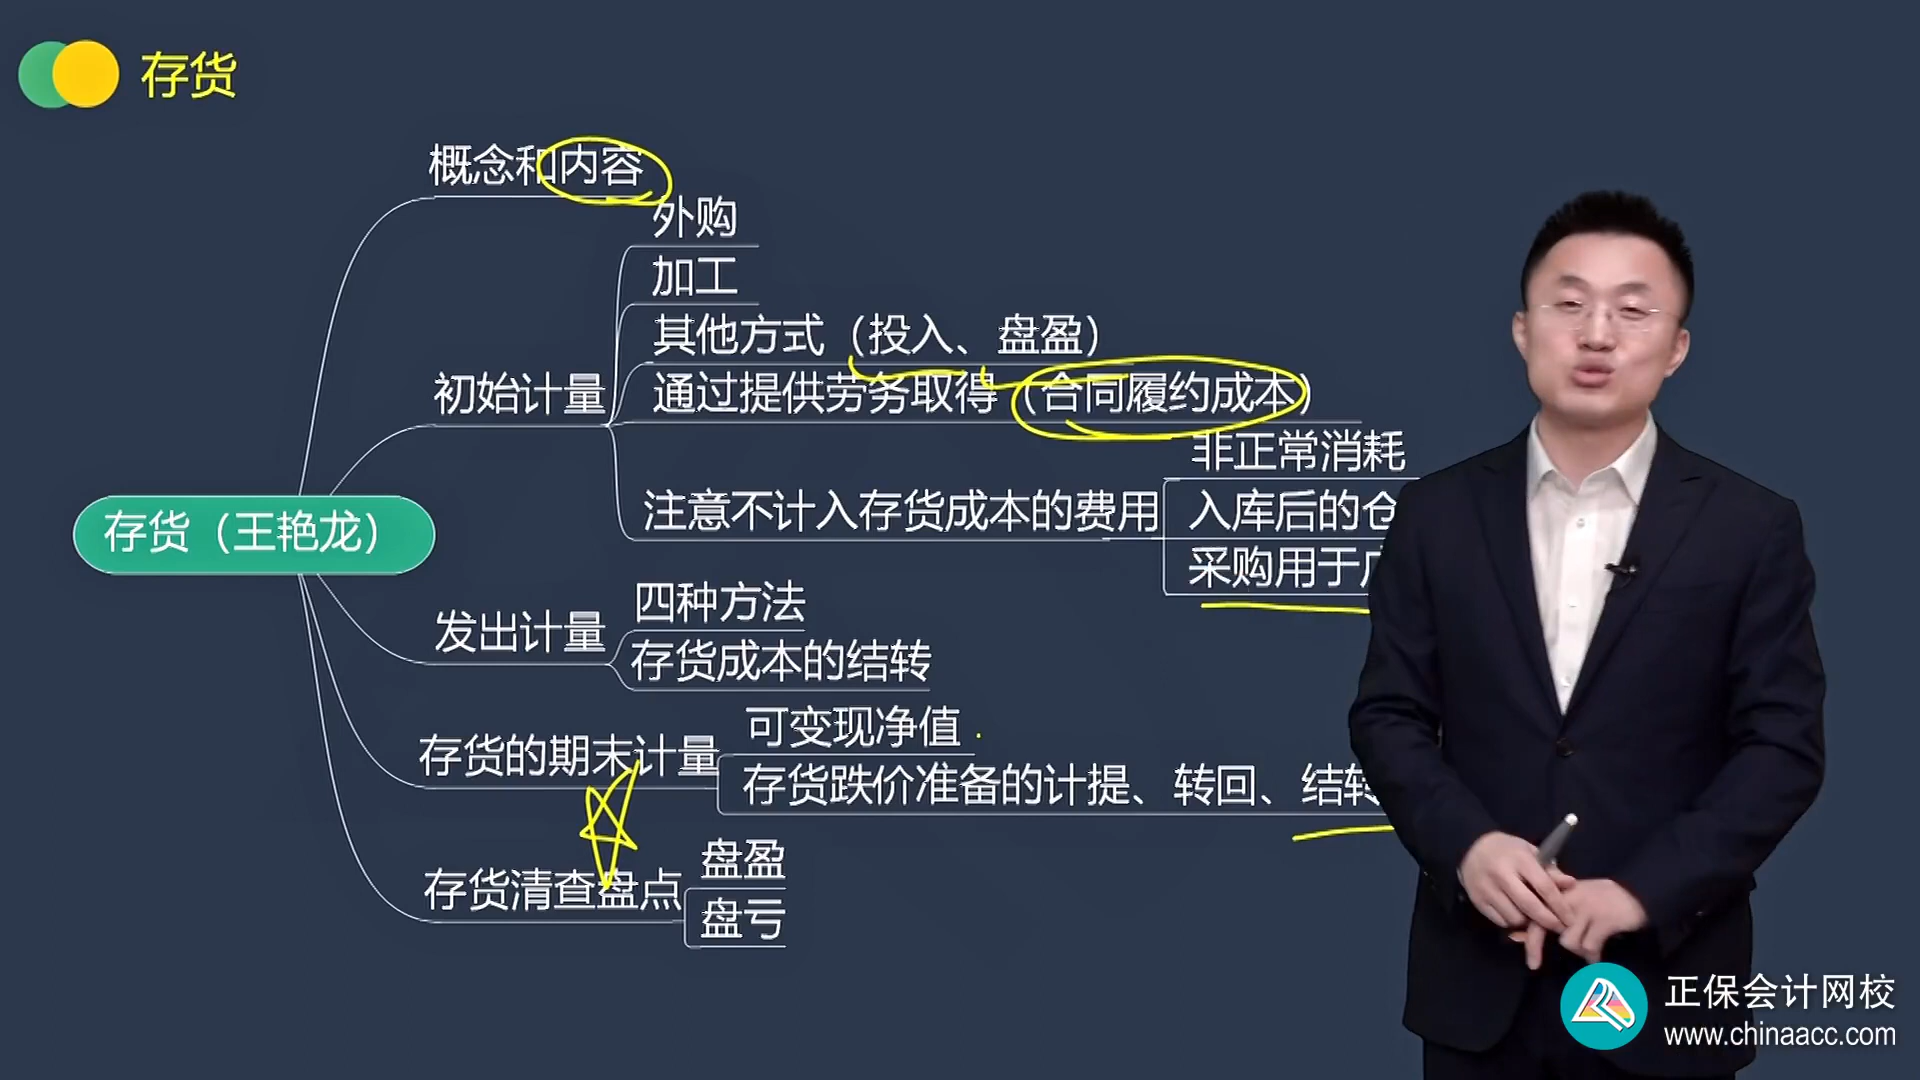 存货
概念和内容
外购
加工
其他方式（投入、盘盈）
初始计量
通过提供劳务取得（合同履约成本）
非正常消耗
注意不计入存货成本的费用
入库后的仓
采购用于
存货（王艳龙）
四种方法
发出计量
存货成本的结转
可变现净值
存货的期末计量
存货跌价准备的计提、转回、结转
盘盈
存货清查盘点
盘亏
正保会计网校
www.chinaacc.com